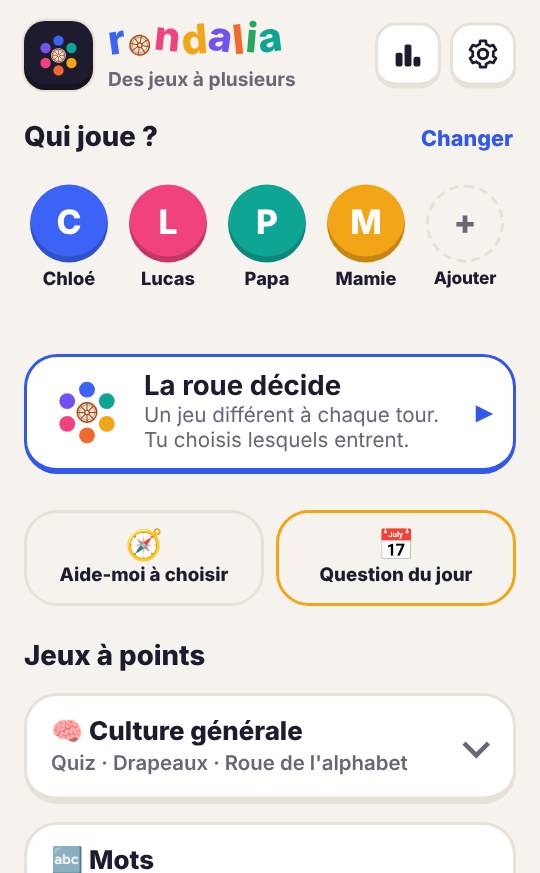 rondalia
Des jeux à plusieurs
Qui joue ?
Changer
C
L
P
M
+
Chloé
Lucas
Papa
Mamie
Ajouter
La roue décide
Un jeu différent à chaque tour.
Tu choisis lesquels entrent.
July
17
Aide-moi à choisir
Question du jour
Jeux à points
Culture générale
Quiz · Drapeaux · Roue de l'alphabet
abc
Mots